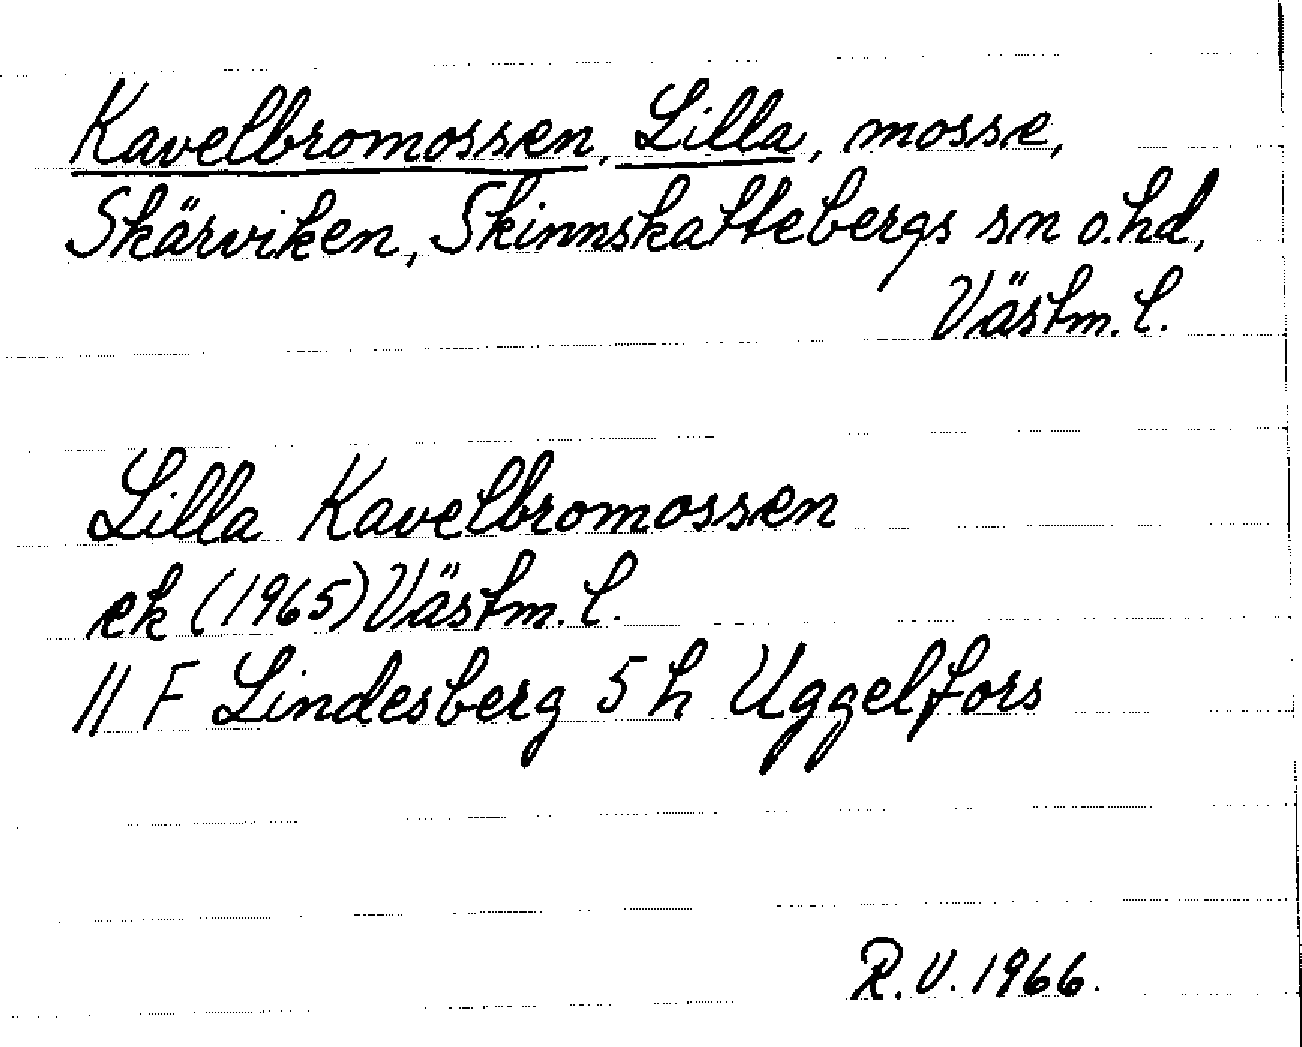 Kavelbromossen, Lilla, mosse,
Skärviken, Skinnskattebergs sn o. hd,
Västm. l.
Lilla Kavelbromossen
ek (1965) Västm. l.
11 F Lindesberg 5 h Uggelfors
R.V. 1966.